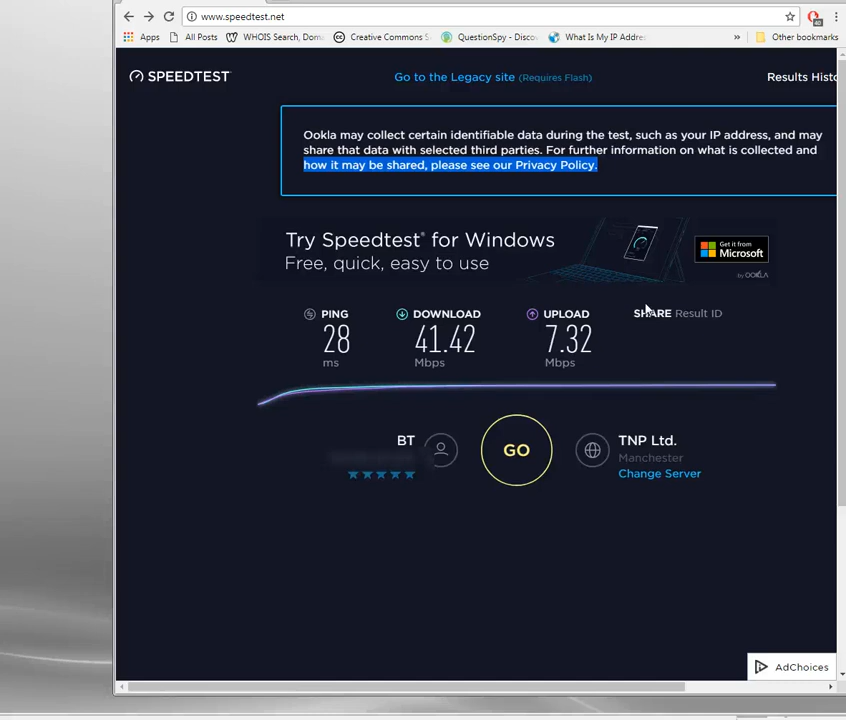 www.speedtest.net
Apps All Posts WHOIS Search, Dom CC Creative Commons S QuestionSpy - Disco What Is My IP Addre » Other bookmarks
SPEEDTEST Go to the Legacy site (Requires Flash) Results Histo
Ookla may collect certain identifiable data during the test, such as your IP address, and may
share that data with selected third parties. For further information on what is collected and
how it may be shared, please see our Privacy Policy.
Try Speedtest® for Windows
Free, quick, easy to use
Get it from
Microsoft
by OOKLA
PING DOWNLOAD UPLOAD SHARE Result ID
28 41.42 7.32
ms Mbps Mbps
BT GO TNP Ltd.
Manchester
Change Server
AdChoices